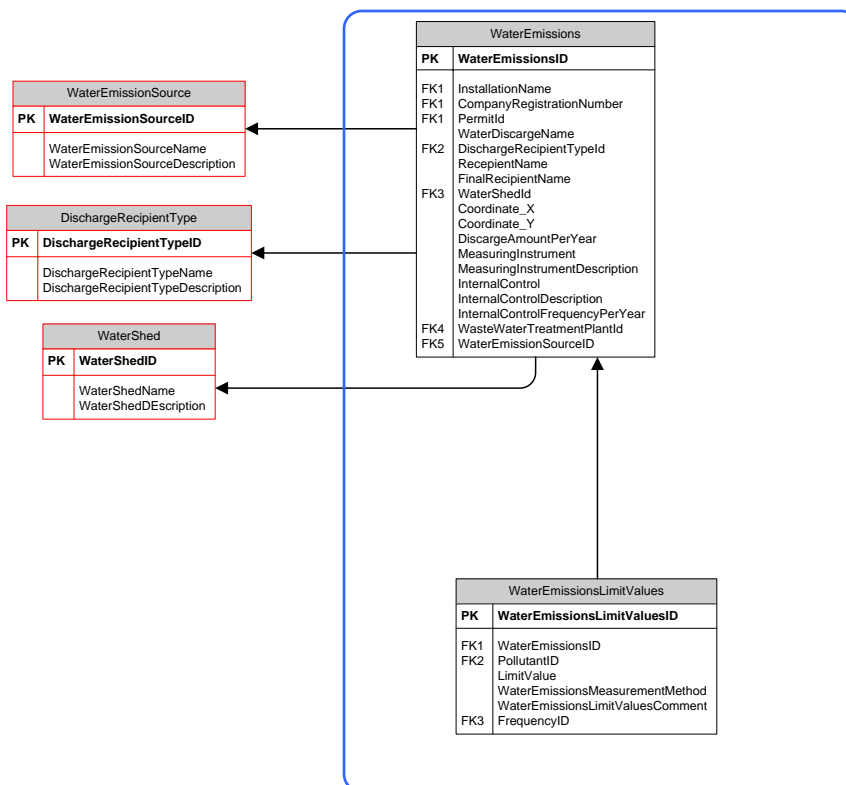 WaterEmissions
PK WaterEmissionsID
FK1 InstallationName
FK1 CompanyRegistrationNumber
FK1 PermitId
WaterDiscargeName
FK2 DischargeRecipientTypeId
RecepientName
FinalRecipientName
FK3 WaterShedId
Coordinate_X
Coordinate_Y
DiscargeAmountPerYear
MeasuringInstrument
MeasuringInstrumentDescription
InternalControl
InternalControlDescription
InternalControlFrequencyPerYear
FK4 WasteWaterTreatmentPlantId
FK5 WaterEmissionSourceID
WaterEmissionSource
PK WaterEmissionSourceID
WaterEmissionSourceName
WaterEmissionSourceDescription
DischargeRecipientType
PK DischargeRecipientTypeID
DischargeRecipientTypeName
DischargeRecipientTypeDescription
WaterShed
PK WaterShedID
WaterShedName
WaterShedDEscription
WaterEmissionsLimitValues
PK WaterEmissionsLimitValuesID
FK1 WaterEmissionsID
FK2 PollutantID
LimitValue
WaterEmissionsMeasurementMethod
WaterEmissionsLimitValuesComment
FK3 FrequencyID